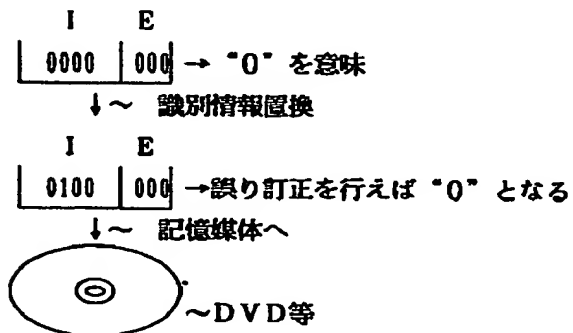 I E
0000 000 → “0” を意味
↓～ 識別情報置換
I E
0100 000 →誤り訂正を行えば “0” となる
↓～ 記憶媒体へ
～DVD等